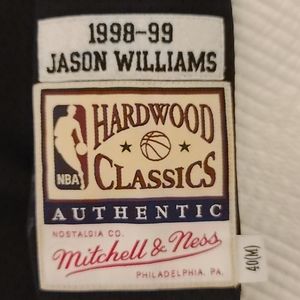 1998-99
JASON WILLIAMS
HARDWOOD
NBA
CLASSICS
AUTHENTIC
NOSTALGIA CO.
Mitchell & Ness
PHILADELPHIA, PA.
40(M)